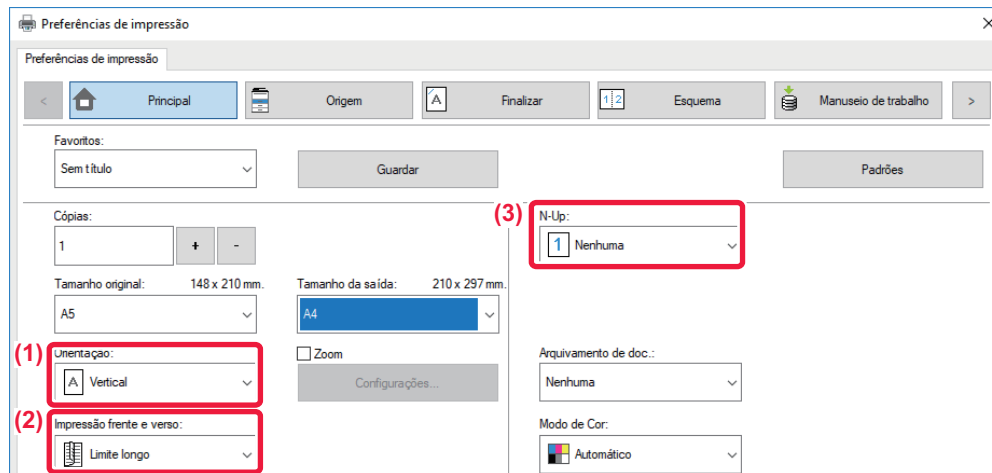 Preferências de impressão
Preferências de impressão
< Principal Origem A Finalizar 1 2 Esquema Manuseio de trabalho >
Favoritos:
Sem título Guardar Padrões
Cópias: (3) N-Up:
1 + - 1 Nenhuma
Tamanho original: 148 x 210 mm. Tamanho da saída: 210 x 297 mm.
A5 A4
(1) Orientação: Zoom Arquivamento de doc.:
A Vertical Configurações... Nenhuma
(2) Impressão frente e verso: Modo de Cor:
Limite longo Automático